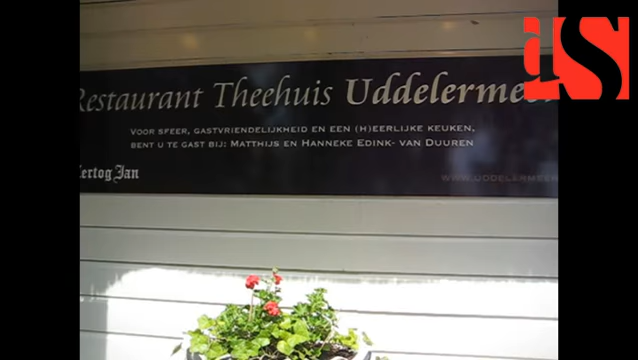 Restaurant Theehuis Uddelermeer
VOOR SFEER, GASTVRIENDELIJKHEID EN EEN (H)EERLIJKE KEUKEN,
BENT U TE GAST BIJ: MATTHIJS EN HANNEKE EDINK- VAN DUUREN
Hertog Jan
WWW.UDDELERMEER
aS